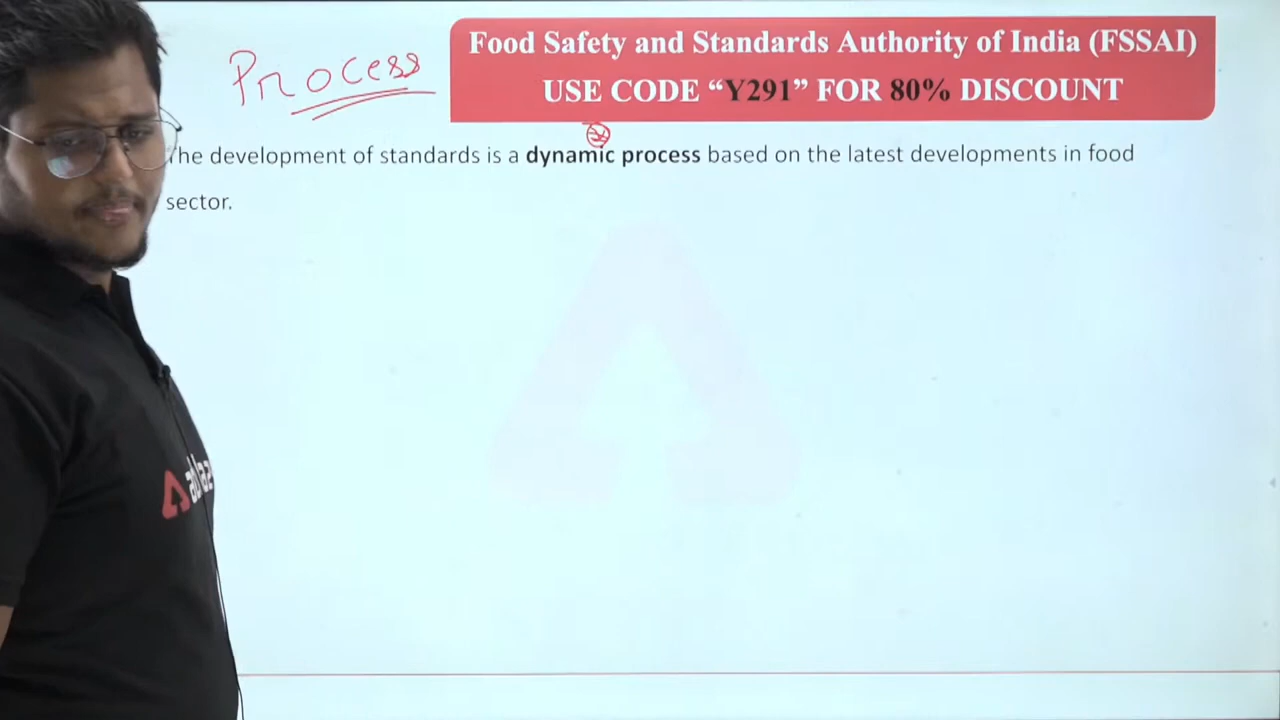 Process
Food Safety and Standards Authority of India (FSSAI)
USE CODE “Y291” FOR 80% DISCOUNT
The development of standards is a dynamic process based on the latest developments in food
sector.